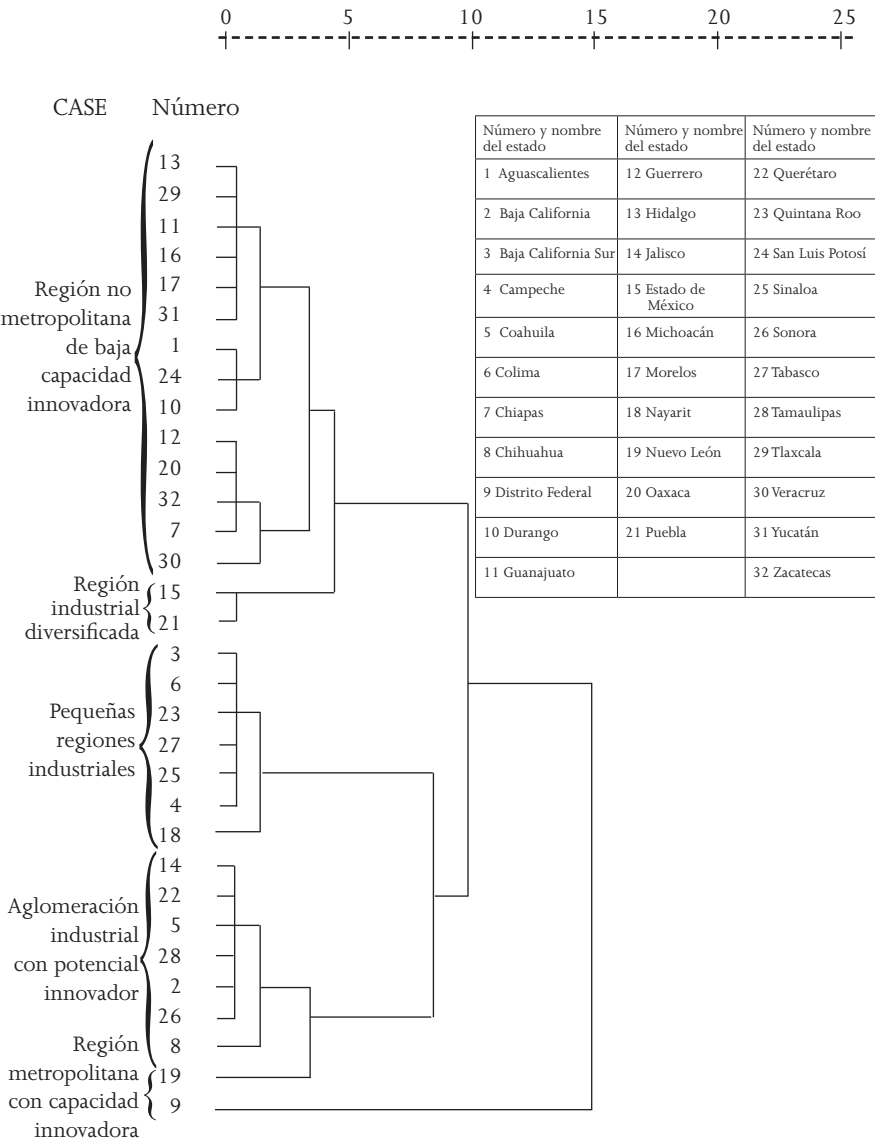 0 5 10 15 20 25
CASE Número
Región no
metropolitana
de baja
capacidad
innovadora
13
29
11
16
17
31
1
24
10
12
20
32
7
30
Región
industrial
diversificada
15
21
Pequeñas
regiones
industriales
3
6
23
27
25
4
18
Aglomeración
industrial
con potencial
innovador
14
22
5
28
2
26
8
Región
metropolitana
con capacidad
innovadora
19
9
Número y nombre
del estado
Número y nombre
del estado
Número y nombre
del estado
1 Aguascalientes 12 Guerrero 22 Querétaro
2 Baja California 13 Hidalgo 23 Quintana Roo
3 Baja California Sur 14 Jalisco 24 San Luis Potosí
4 Campeche 15 Estado de 25 Sinaloa
México
5 Coahuila 16 Michoacán 26 Sonora
6 Colima 17 Morelos 27 Tabasco
7 Chiapas 18 Nayarit 28 Tamaulipas
8 Chihuahua 19 Nuevo León 29 Tlaxcala
9 Distrito Federal 20 Oaxaca 30 Veracruz
10 Durango 21 Puebla 31 Yucatán
11 Guanajuato 32 Zacatecas